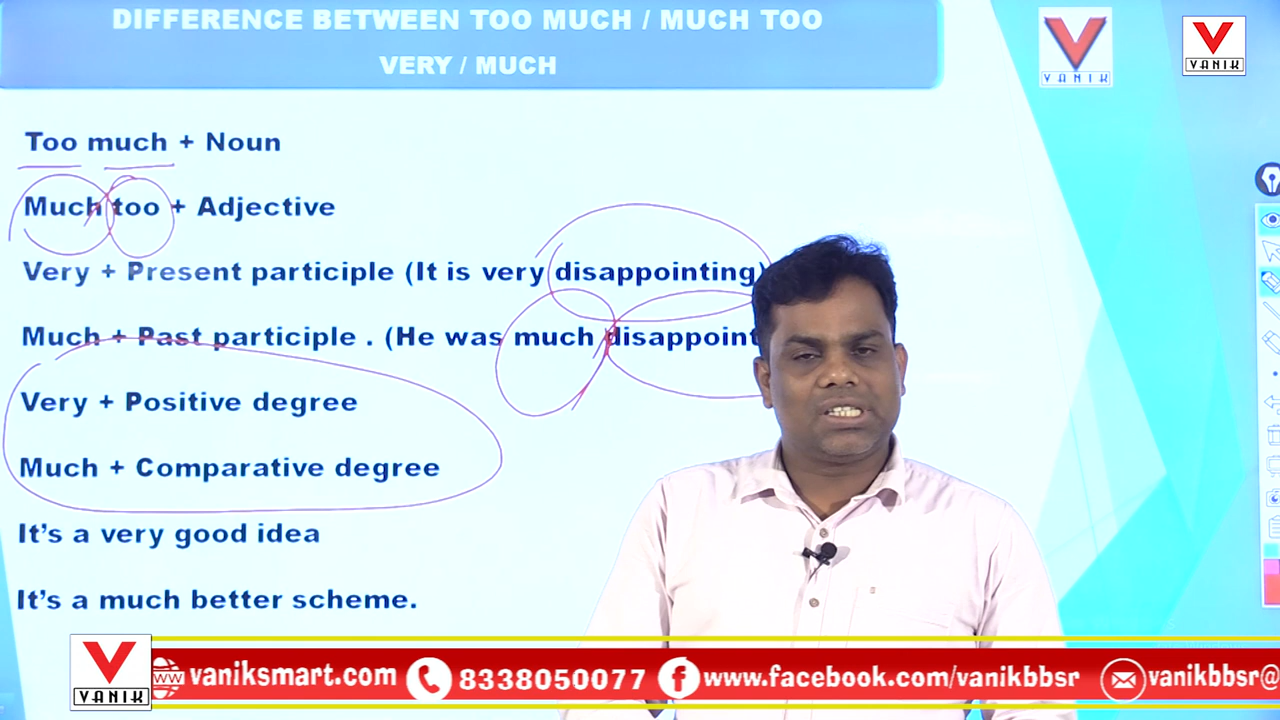 DIFFERENCE BETWEEN TOO MUCH / MUCH TOO
VERY / MUCH
VANIK
VANIK
Too much + Noun
Much too + Adjective
Very + Present participle (It is very disappointing)
Much + Past participle . (He was much disappoint
Very + Positive degree
Much + Comparative degree
It's a very good idea
It's a much better scheme.
VANIK
vaniksmart.com 8338050077 www.facebook.com/vanikbbsr vanikbbsr@